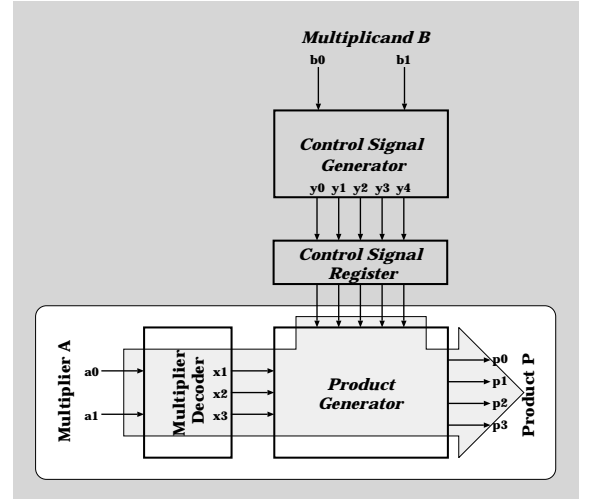 Multiplicand B
b0 b1
Control Signal
Generator
y0 y1 y2 y3 y4
Control Signal
Register
Multiplier A
a0
a1
Multiplier
Decoder
x1
x2
x3
Product
Generator
p0
p1
p2
p3
Product P